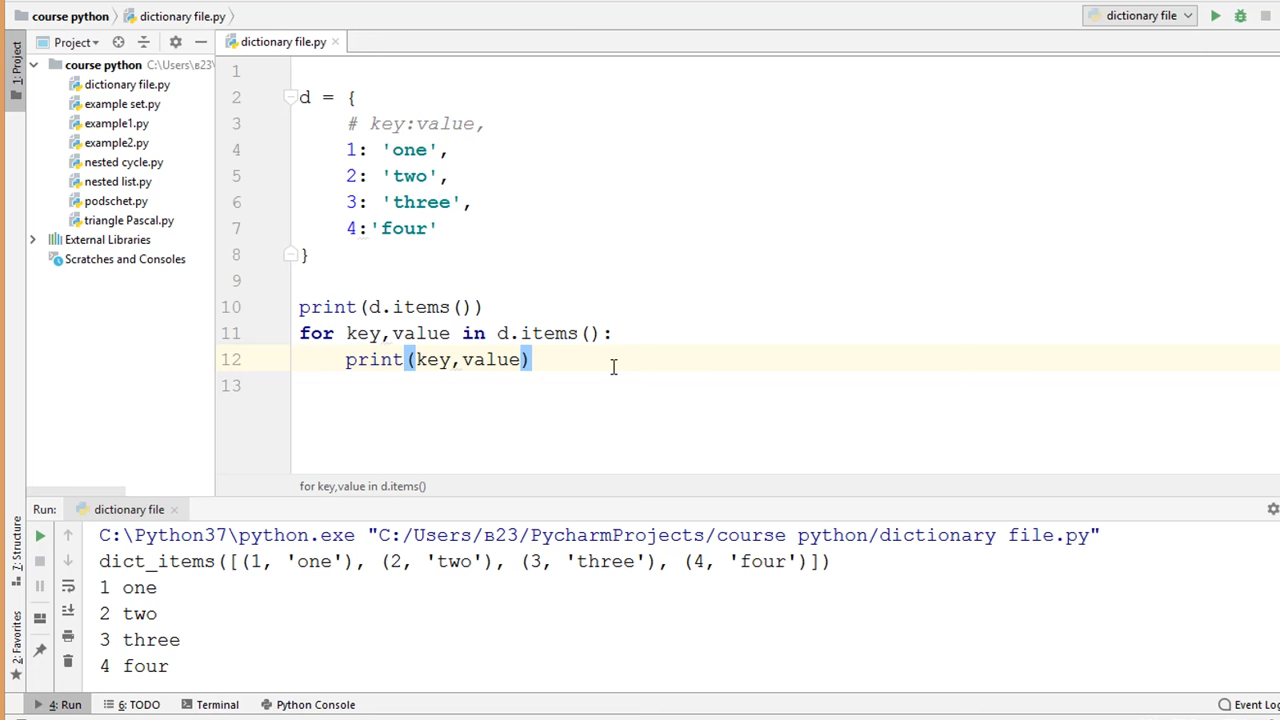 course python
dictionary file.py
dictionary file
Project
dictionary file.py
1: Project
course python C:\Users\в23\
dictionary file.py
example set.py
example1.py
example2.py
nested cycle.py
nested list.py
podschet.py
triangle Pascal.py
External Libraries
Scratches and Consoles
1
2 d = {
3 # key:value,
4 1: 'one',
5 2: 'two',
6 3: 'three',
7 4:'four'
8 }
9
10 print(d.items())
11 for key,value in d.items():
12 print(key,value)
13
for key,value in d.items()
Run: dictionary file
C:\Python37\python.exe "C:/Users/в23/PycharmProjects/course python/dictionary file.py"
dict_items([(1, 'one'), (2, 'two'), (3, 'three'), (4, 'four')])
1 one
2 two
3 three
4 four
7: Structure
2: Favorites
4: Run
6: TODO
Terminal
Python Console
Event Log